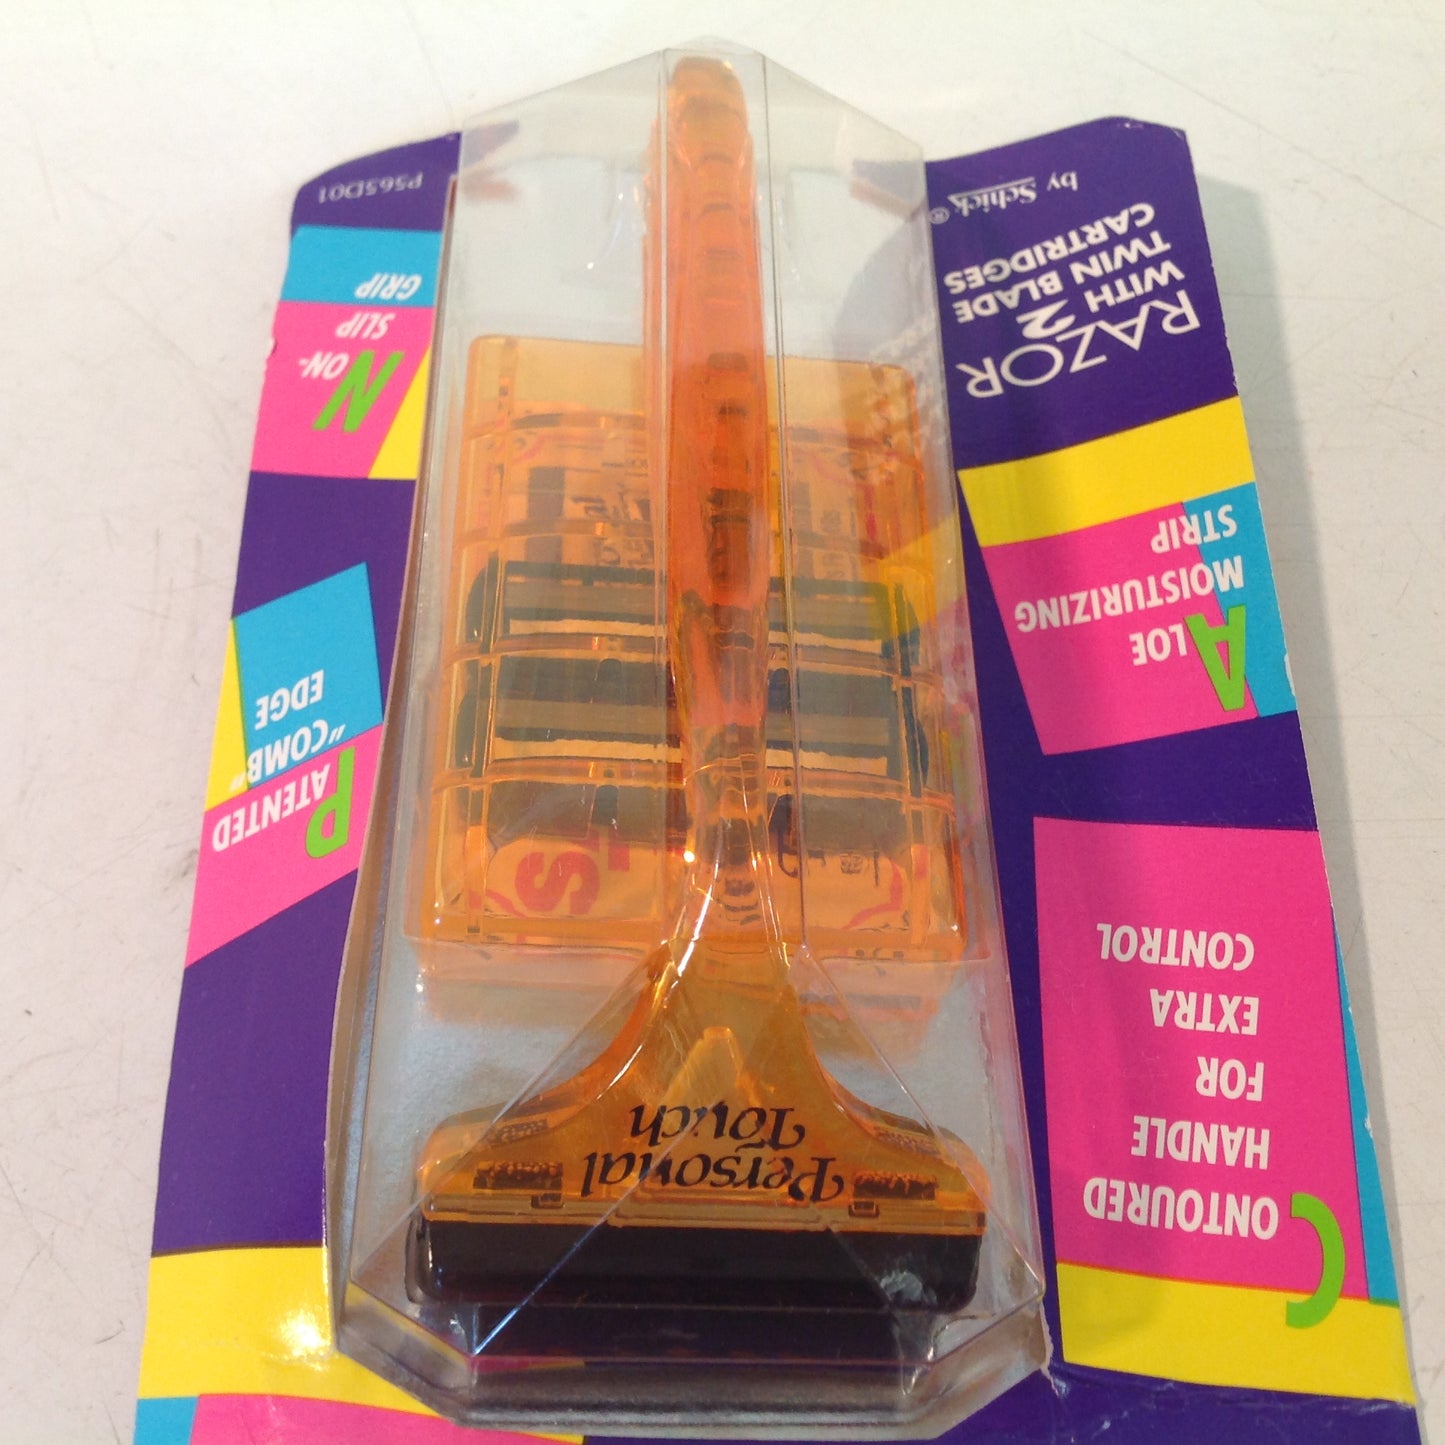 CONTOURED
HANDLE
FOR
EXTRA
CONTROL
ALOE
MOISTURIZING
STRIP
RAZOR
WITH 2
TWIN BLADE
CARTRIDGES
by Schick®
Personal
Touch
PATENTED
"COMB"
EDGE
NON-
SLIP
GRIP
P565D01